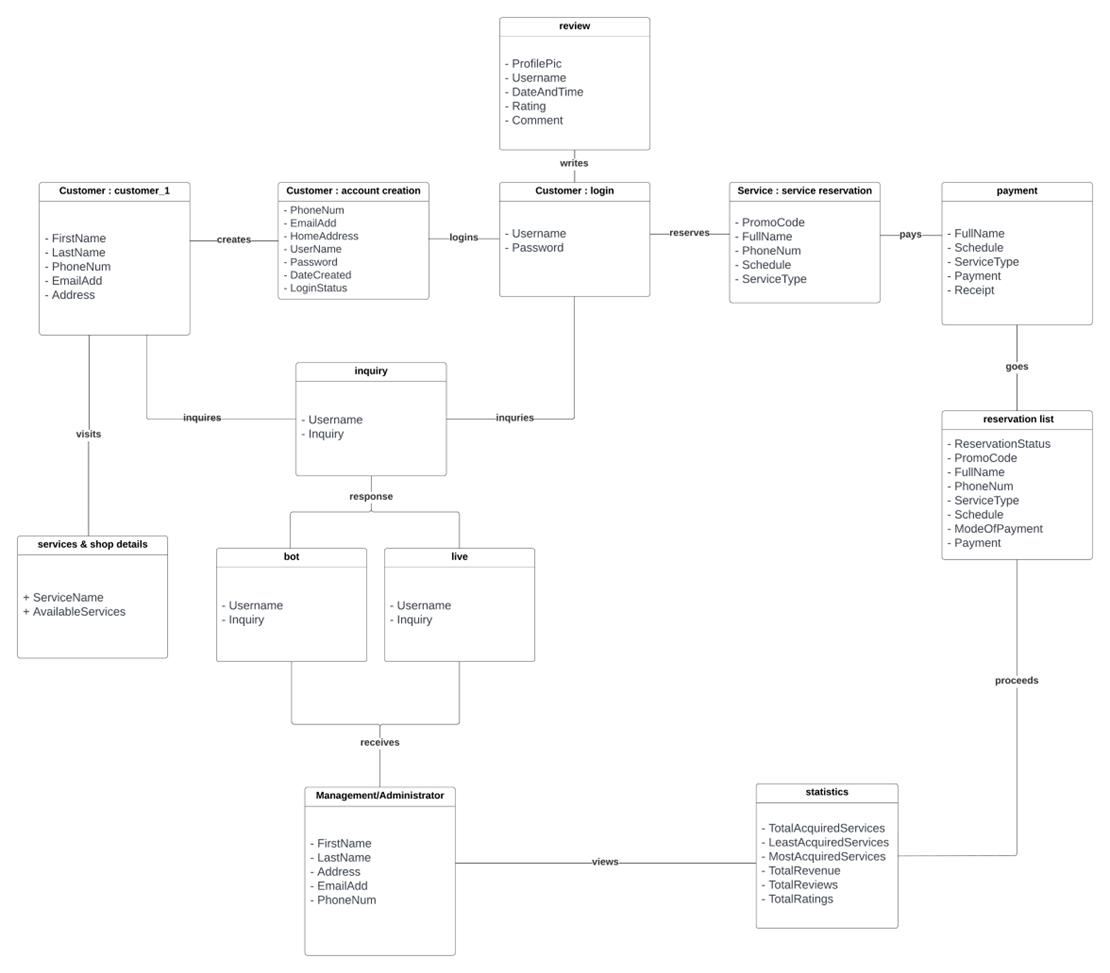 review
- ProfilePic
- Username
- DateAndTime
- Rating
- Comment
writes
Customer : customer_1
- FirstName
- LastName
- PhoneNum
- EmailAdd
- Address
creates
Customer : account creation
- PhoneNum
- EmailAdd
- HomeAddress
- UserName
- Password
- DateCreated
- LoginStatus
logins
Customer : login
- Username
- Password
reserves
Service : service reservation
- PromoCode
- FullName
- PhoneNum
- Schedule
- ServiceType
pays
payment
- FullName
- Schedule
- ServiceType
- Payment
- Receipt
goes
inquiry
- Username
- Inquiry
inquires
inquries
visits
response
reservation list
- ReservationStatus
- PromoCode
- FullName
- PhoneNum
- ServiceType
- Schedule
- ModeOfPayment
- Payment
services & shop details
+ ServiceName
+ AvailableServices
bot
- Username
- Inquiry
live
- Username
- Inquiry
proceeds
receives
Management/Administrator
- FirstName
- LastName
- Address
- EmailAdd
- PhoneNum
views
statistics
- TotalAcquiredServices
- LeastAcquiredServices
- MostAcquiredServices
- TotalRevenue
- TotalReviews
- TotalRatings